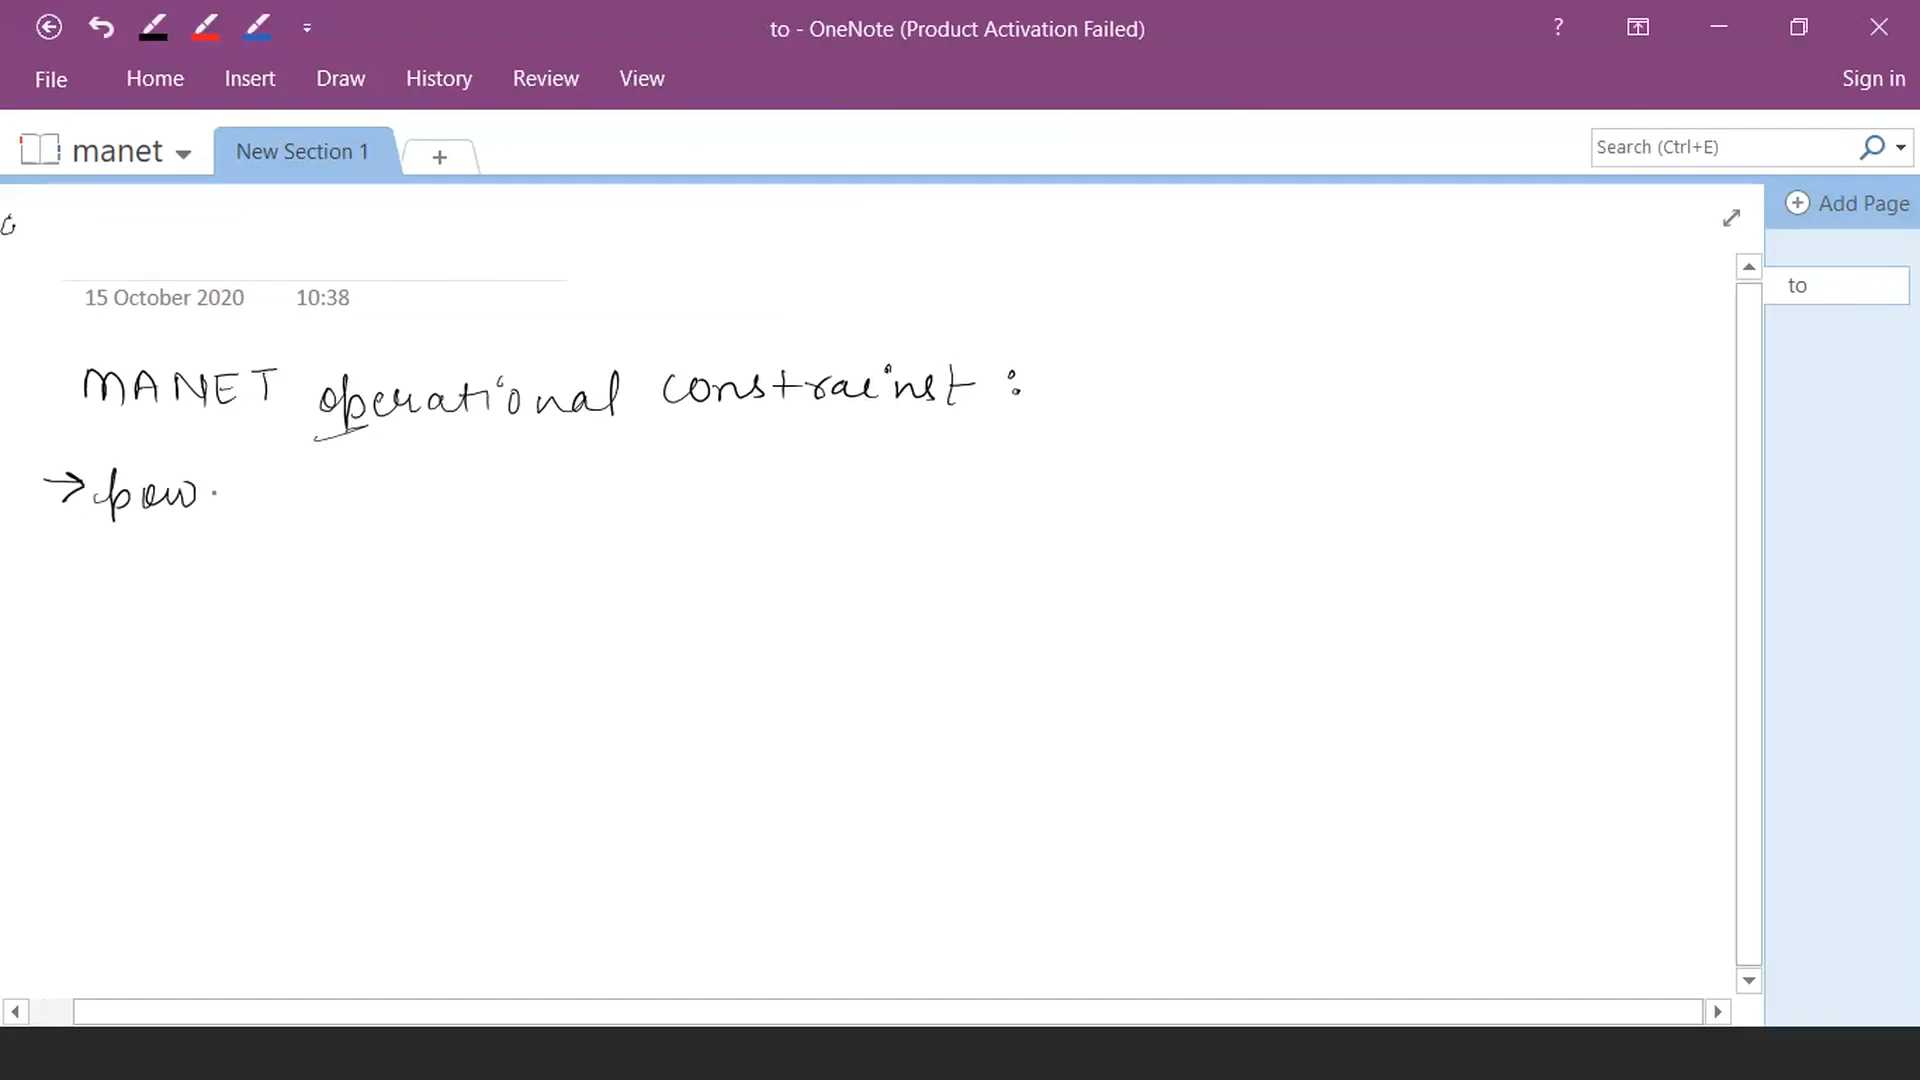 to - OneNote (Product Activation Failed)
?
File Home Insert Draw History Review View Sign in
manet New Section 1 + Search (Ctrl+E)
Add Page
to
15 October 2020 10:38
MANET operational constrainst :
→ pow